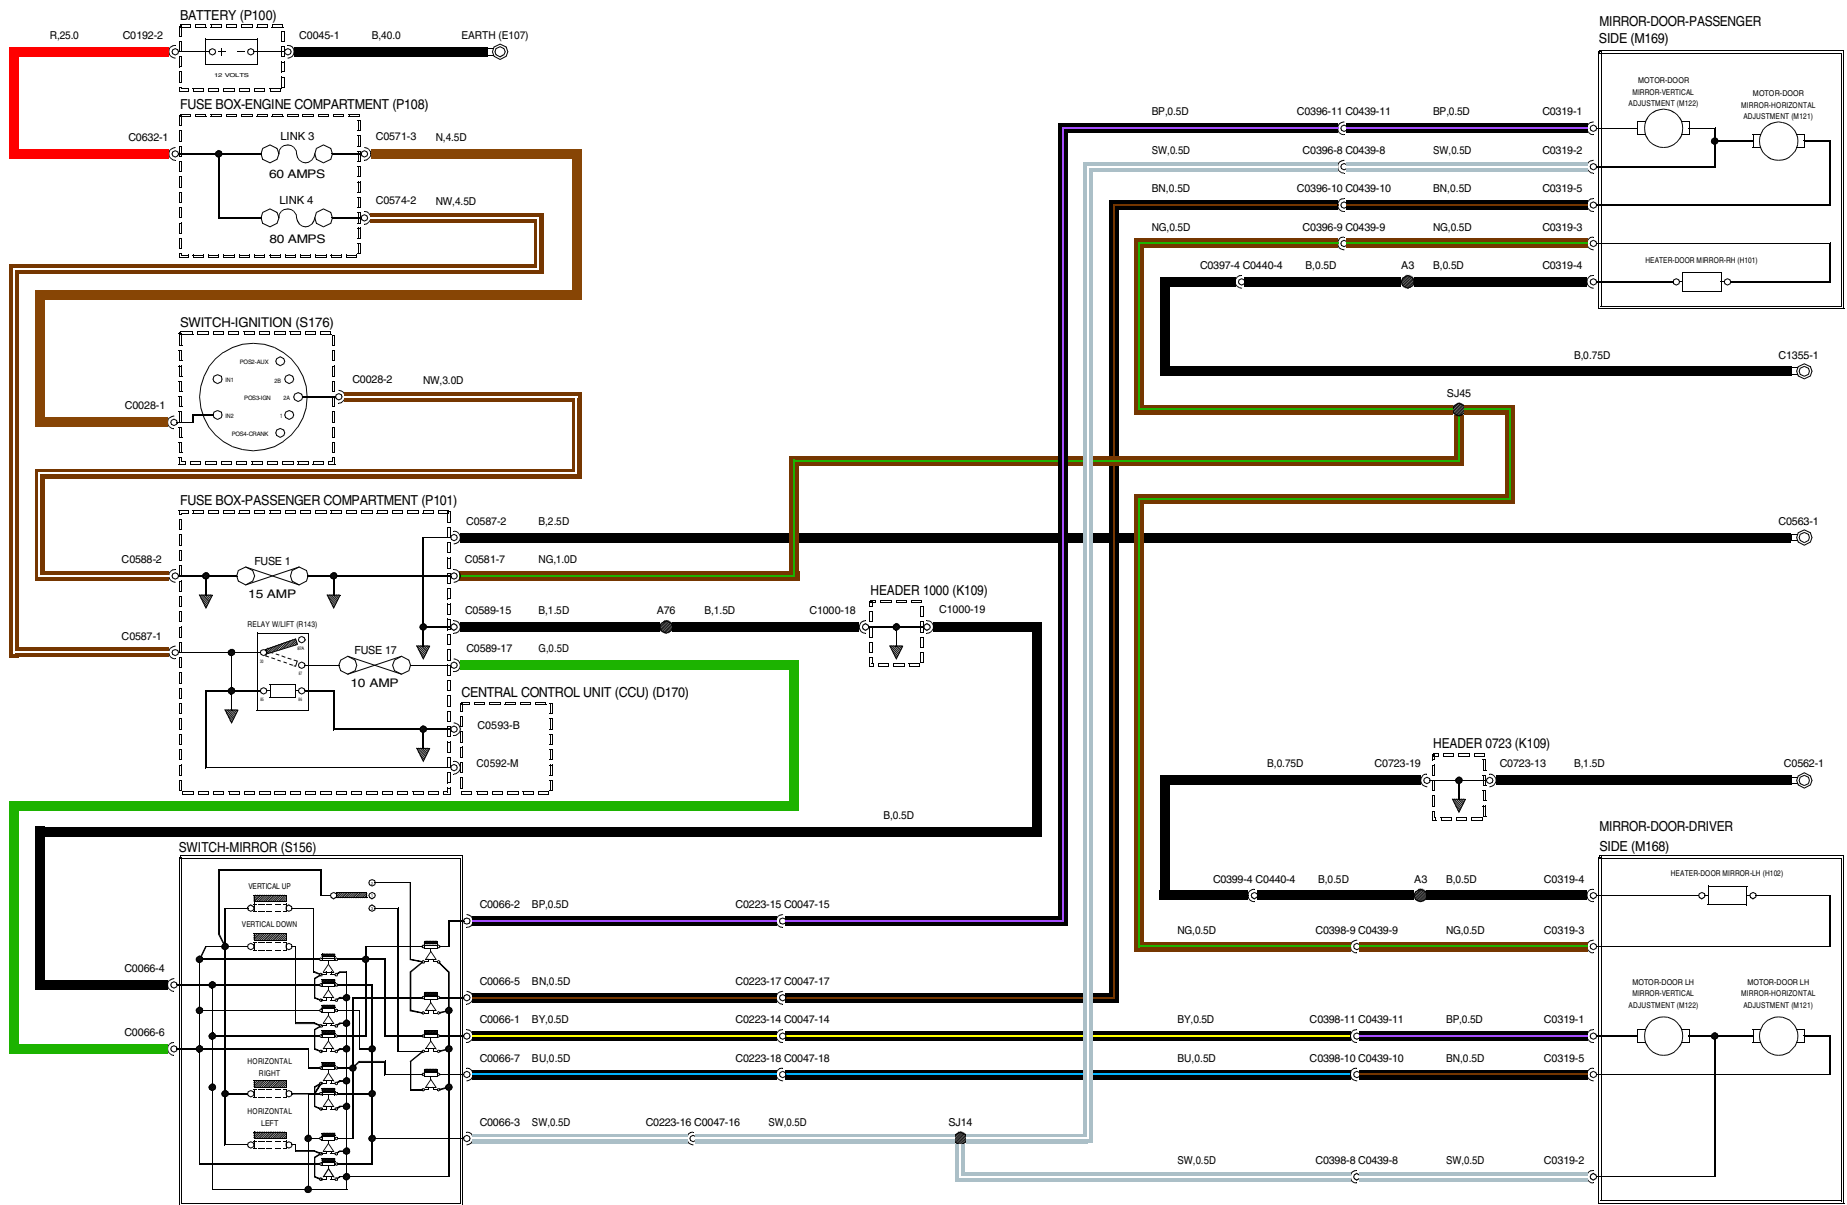 BATTERY (P100)
R,25.0 C0192-2 C0045-1 B,40.0 EARTH (E107)
12 VOLTS
FUSE BOX-ENGINE COMPARTMENT (P108)
C0632-1 LINK 3 C0571-3 N,4.5D
60 AMPS
LINK 4 C0574-2 NW,4.5D
80 AMPS
SWITCH-IGNITION (S176)
POS2-AUX
IN1 2B
POS3-IGN 2A
C0028-2 NW,3.0D
C0028-1 IN2 1
POS4-CRANK
FUSE BOX-PASSENGER COMPARTMENT (P101)
C0587-2 B,2.5D C0563-1
C0588-2 FUSE 1 C0581-7 NG,1.0D
15 AMP
HEADER 1000 (K109)
C0589-15 B,1.5D A76 B,1.5D C1000-18 C1000-19
RELAY W/LIFT (R143)
C0587-1 FUSE 17 C0589-17 G,0.5D
10 AMP
CENTRAL CONTROL UNIT (CCU) (D170)
C0593-B
C0592-M
B,0.5D
SWITCH-MIRROR (S156)
VERTICAL UP
VERTICAL DOWN
HORIZONTAL
RIGHT
HORIZONTAL
LEFT
C0066-4
C0066-6
C0066-2 BP,0.5D C0223-15 C0047-15
C0066-5 BN,0.5D C0223-17 C0047-17
C0066-1 BY,0.5D C0223-14 C0047-14 BY,0.5D C0398-11 C0439-11 BP,0.5D C0319-1
C0066-7 BU,0.5D C0223-18 C0047-18 BU,0.5D C0398-10 C0439-10 BN,0.5D C0319-5
C0066-3 SW,0.5D C0223-16 C0047-16 SW,0.5D SJ14
SW,0.5D C0398-8 C0439-8 SW,0.5D C0319-2
MIRROR-DOOR-PASSENGER
SIDE (M169)
MOTOR-DOOR
MIRROR-VERTICAL
ADJUSTMENT (M122)
MOTOR-DOOR
MIRROR-HORIZONTAL
ADJUSTMENT (M121)
BP,0.5D C0396-11 C0439-11 BP,0.5D C0319-1
SW,0.5D C0396-8 C0439-8 SW,0.5D C0319-2
BN,0.5D C0396-10 C0439-10 BN,0.5D C0319-5
NG,0.5D C0396-9 C0439-9 NG,0.5D C0319-3
HEATER-DOOR MIRROR-RH (H101)
C0397-4 C0440-4 B,0.5D A3 B,0.5D C0319-4
B,0.75D C1355-1
SJ45
HEADER 0723 (K109)
B,0.75D C0723-19 C0723-13 B,1.5D C0562-1
MIRROR-DOOR-DRIVER
SIDE (M168)
HEATER-DOOR MIRROR-LH (H102)
C0399-4 C0440-4 B,0.5D A3 B,0.5D C0319-4
NG,0.5D C0398-9 C0439-9 NG,0.5D C0319-3
MOTOR-DOOR LH
MIRROR-VERTICAL
ADJUSTMENT (M122)
MOTOR-DOOR LH
MIRROR-HORIZONTAL
ADJUSTMENT (M121)